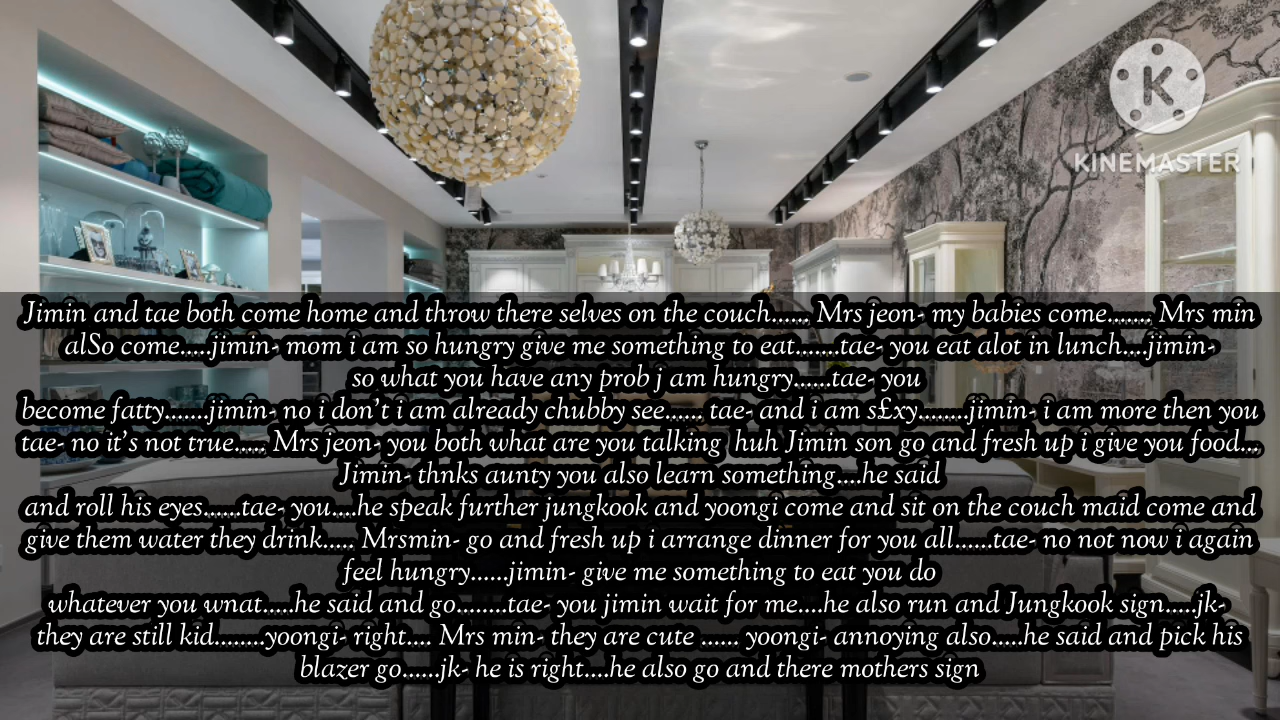 K
KINEMASTER
Jimin and tae both come home and throw there selves on the couch...... Mrs jeon- my babies come....... Mrs min
alSo come.....jimin- mom i am so hungry give me something to eat.......tae- you eat alot in lunch....jimin-
so what you have any prob j am hungry......tae- you
become fatty.......jimin- no i don't i am already chubby see...... tae- and i am s£xy........jimin- i am more then you
tae- no it's not true..... Mrs jeon- you both what are you talking huh Jimin son go and fresh up i give you food...
Jimin- thnks aunty you also learn something....he said
and roll his eyes......tae- you....he speak further jungkook and yoongi come and sit on the couch maid come and
give them water they drink..... Mrsmin- go and fresh up i arrange dinner for you all......tae- no not now i again
feel hungry......jimin- give me something to eat you do
whatever you wnat.....he said and go........tae- you jimin wait for me....he also run and Jungkook sign.....jk-
they are still kid........yoongi- right.... Mrs min- they are cute ...... yoongi- annoying also.....he said and pick his
blazer go......jk- he is right....he also go and there mothers sign